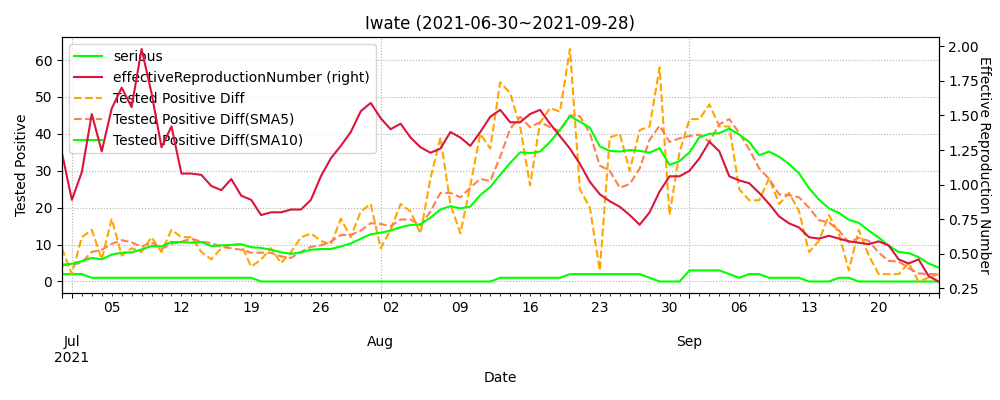 Iwate (2021-06-30~2021-09-28)
serious
effectiveReproductionNumber (right)
Tested Positive Diff
Tested Positive Diff(SMA5)
Tested Positive Diff(SMA10)
Tested Positive
60
50
40
30
20
10
0
2.00
1.75
1.50
1.25
1.00
0.75
0.50
0.25
Effective Reproductions Number
05
12
19
26
02
09
16
23
30
06
13
20
Jul
2021
Aug
Sep
Date